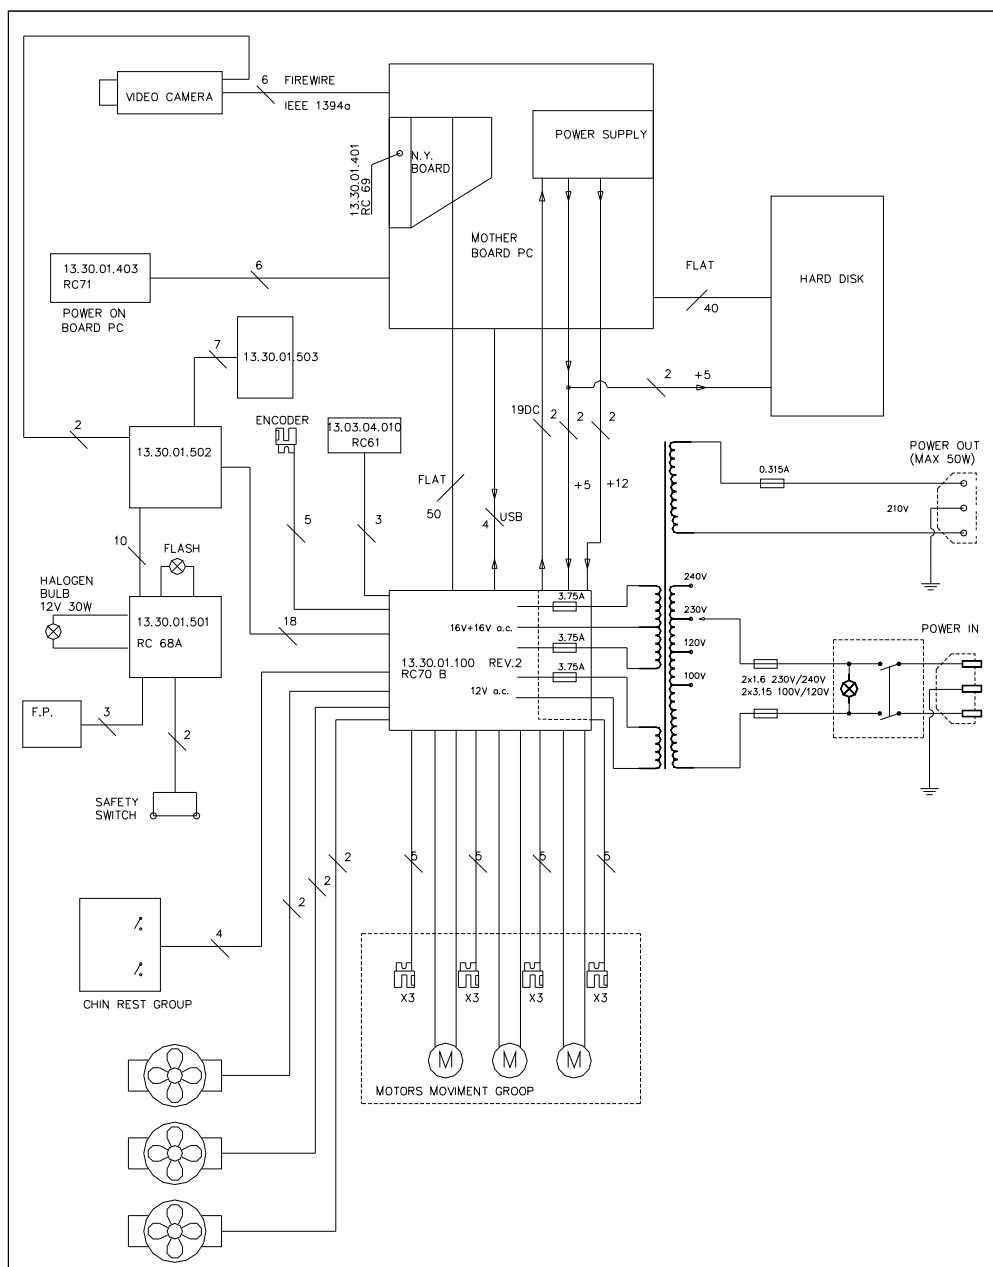 6 FIREWIRE
IEEE 1394a
VIDEO CAMERA
POWER SUPPLY
N.Y.
BOARD
13.30.01.401
RC 69
MOTHER
BOARD PC
13.30.01.403
RC71
6
POWER ON
BOARD PC
FLAT
40
HARD DISK
7
13.30.01.503
2
+5
2
ENCODER
13.03.04.010
RC61
19DC
2
2
2
13.30.01.502
FLAT
50
+5
+12
POWER OUT
(MAX 50W)
0.315A
210V
5
3
4
USB
10
FLASH
HALOGEN
BULB
12V 30W
13.30.01.501
RC 68A
18
3.75A
16V+16V a.c.
3.75A
13.30.01.100 REV.2
RC70 B
3.75A
12V a.c.
240V
230V
120V
100V
POWER IN
2x1.6 230V/240V
2x3.15 100V/120V
F.P.
3
2
SAFETY
SWITCH
5
5
5
5
2
2
2
4
CHIN REST GROUP
X3
X3
X3
X3
M
M
M
MOTORS MOVIMENT GROOP